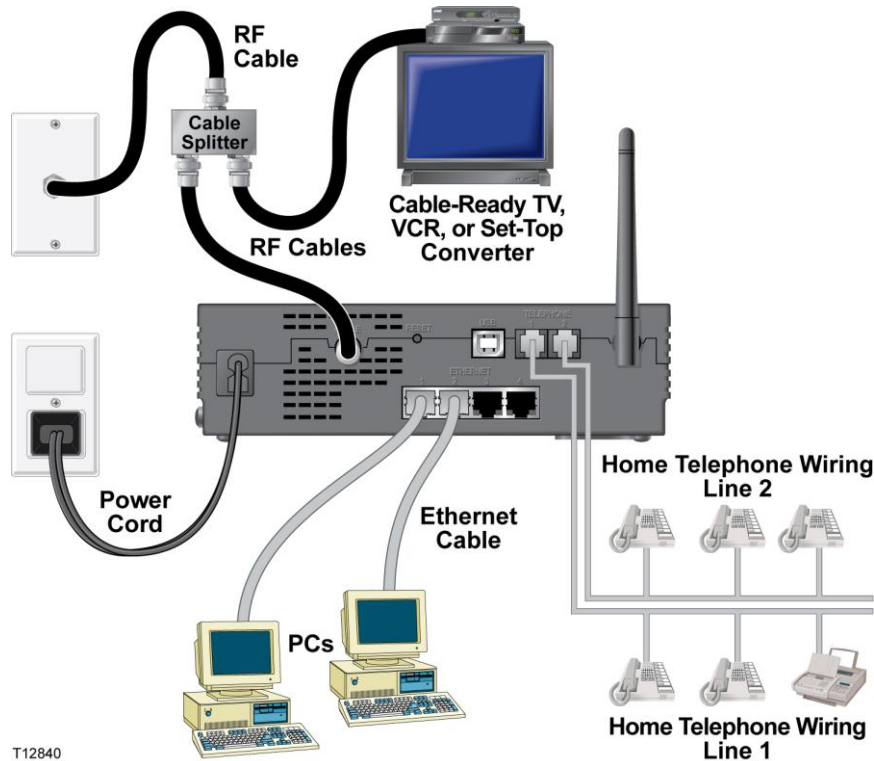 RF
Cable
Cable
Splitter
RF Cables
Cable-Ready TV,
VCR, or Set-Top
Converter
RESET
USB
TELEPHONE
1 2
ETHERNET
1 2 3 4
Power
Cord
Ethernet
Cable
PCs
Home Telephone Wiring
Line 2
Home Telephone Wiring
Line 1
T12840